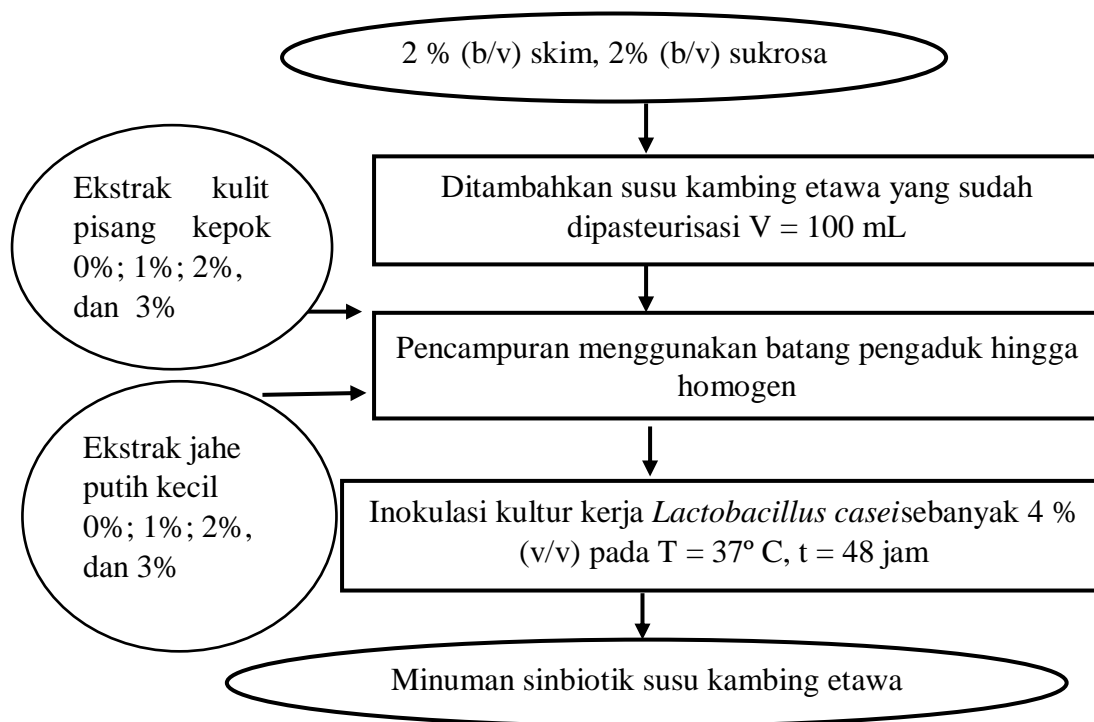 2 % (b/v) skim, 2% (b/v) sukrosa
Ditambahkan susu kambing etawa yang sudah
dipasteurisasi V = 100 mL
Ekstrak kulit
pisang kepok
0%; 1%; 2%,
dan 3%
Pencampuran menggunakan batang pengaduk hingga
homogen
Ekstrak jahe
putih kecil
0%; 1%; 2%,
dan 3%
Inokulasi kultur kerja Lactobacillus caseisebanyak 4 %
(v/v) pada T = 37º C, t = 48 jam
Minuman sinbiotik susu kambing etawa